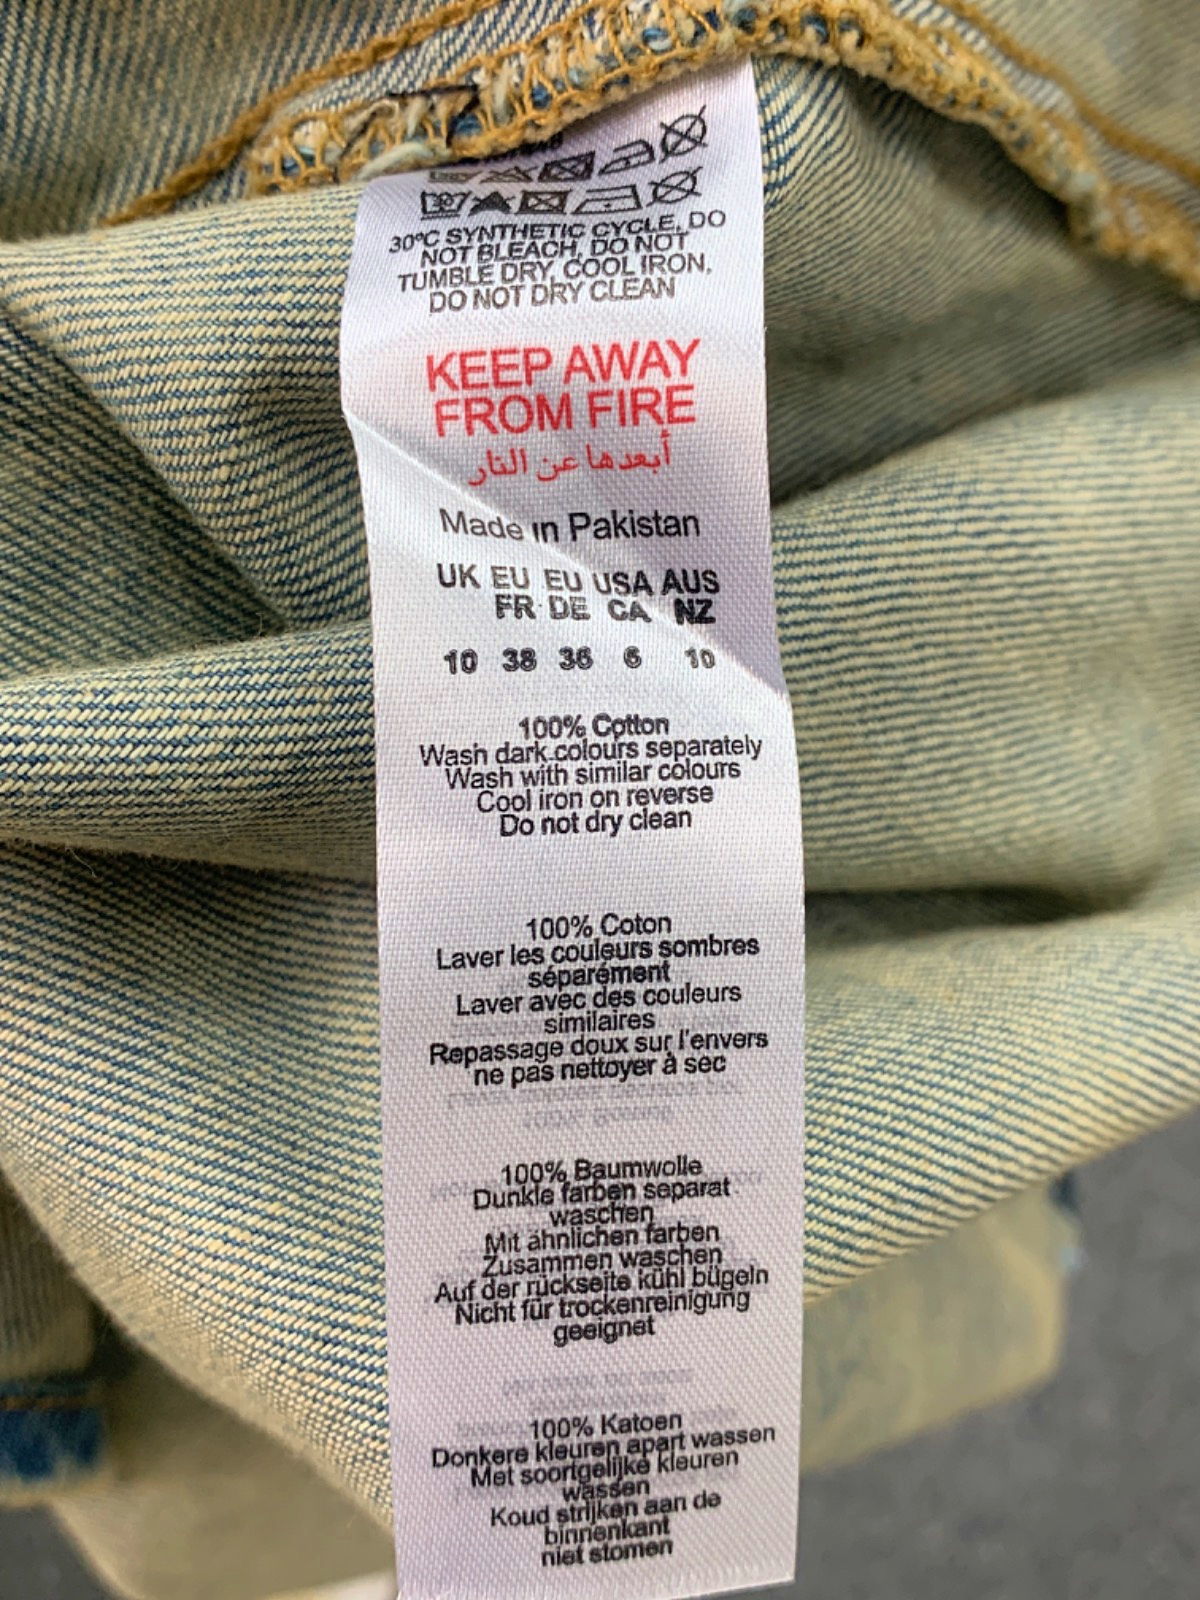 30°C SYNTHETIC CYCLE, DO
NOT BLEACH, DO NOT
TUMBLE DRY, COOL IRON,
DO NOT DRY CLEAN
KEEP AWAY
FROM FIRE
أبعدها عن النار
Made in Pakistan
UK EU EU USA AUS
FR DE CA NZ
10 38 36 6 10
100% Cotton
Wash dark colours separately
Wash with similar colours
Cool iron on reverse
Do not dry clean
100% Coton
Laver les couleurs sombres
séparément
Laver avec des couleurs
similaires
Repassage doux sur l'envers
ne pas nettoyer à sec
100% Baumwolle
Dunkle farben separat
waschen
Mit ähnlichen farben
Zusammen waschen
Auf der rückseite kühl bügeln
Nicht für trockenreinigung
geeignet
100% Katoen
Donkere kleuren apart wassen
Met soortgelijke kleuren
wassen
Koud strijken aan de
binnenkant
niet stomen